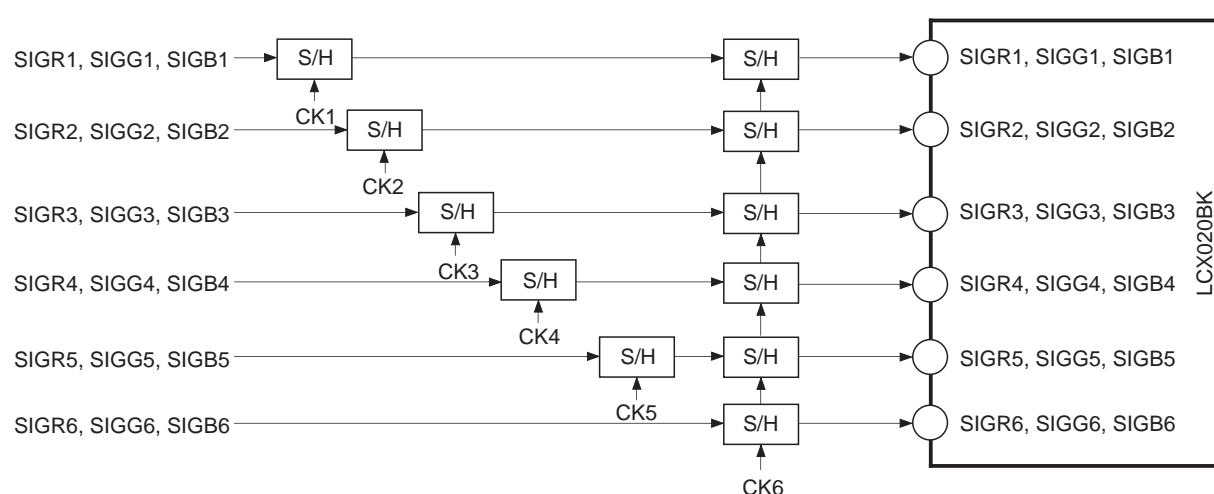 SIGR1, SIGG1, SIGB1 S/H S/H SIGR1, SIGG1, SIGB1
CK1
SIGR2, SIGG2, SIGB2 S/H S/H SIGR2, SIGG2, SIGB2
CK2
SIGR3, SIGG3, SIGB3 S/H S/H SIGR3, SIGG3, SIGB3
CK3
SIGR4, SIGG4, SIGB4 S/H S/H SIGR4, SIGG4, SIGB4
CK4
SIGR5, SIGG5, SIGB5 S/H S/H SIGR5, SIGG5, SIGB5
CK5
SIGR6, SIGG6, SIGB6 S/H SIGR6, SIGG6, SIGB6
CK6
LCX020BK